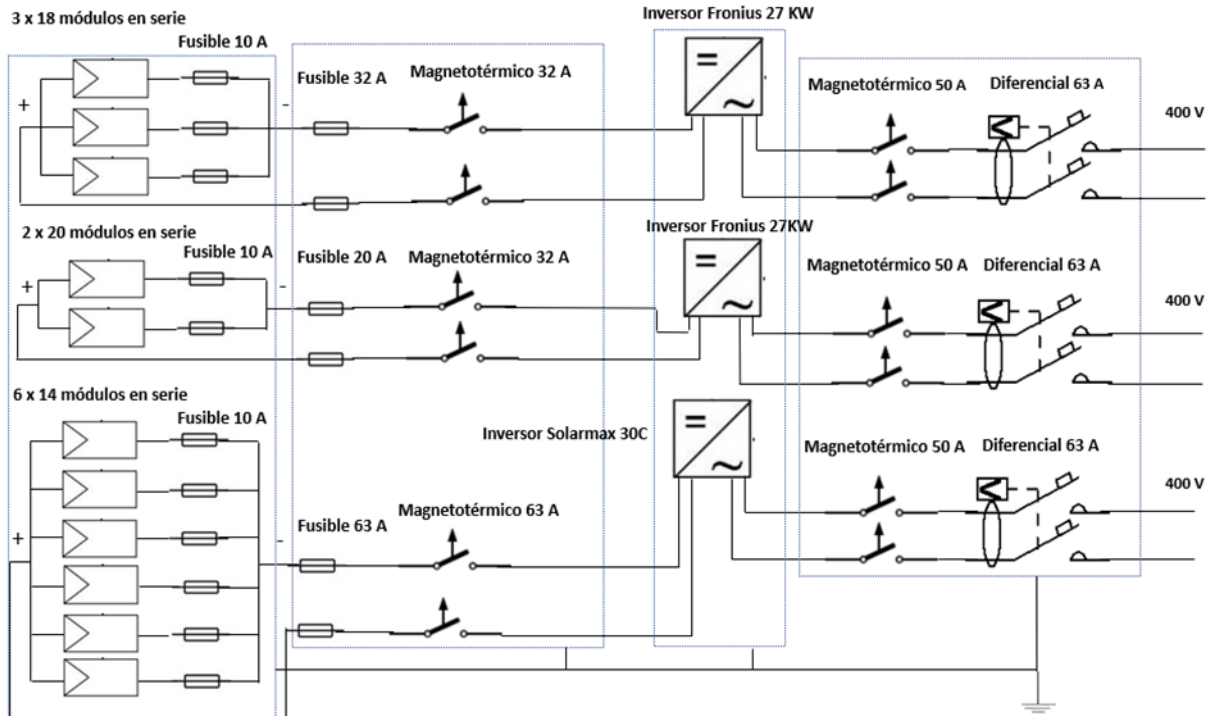 3 x 18 módulos en serie
Fusible 10 A
Fusible 32 A
Magnetotérmico 32 A
Inversor Fronius 27 KW
Magnetotérmico 50 A
Diferencial 63 A
400 V
+
-
2 x 20 módulos en serie
Fusible 10 A
Fusible 20 A
Magnetotérmico 32 A
Inversor Fronius 27KW
Magnetotérmico 50 A
Diferencial 63 A
400 V
+
-
6 x 14 módulos en serie
Fusible 10 A
Fusible 63 A
Magnetotérmico 63 A
Inversor Solarmax 30C
Magnetotérmico 50 A
Diferencial 63 A
400 V
+
-